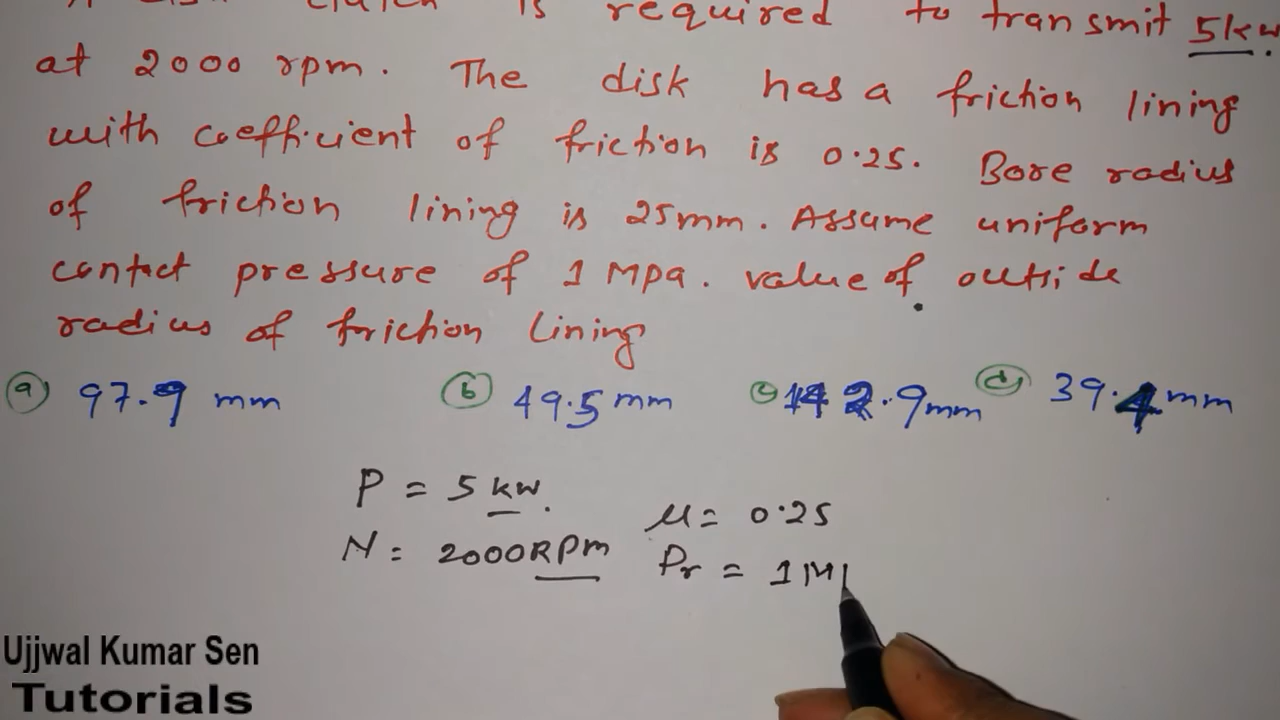 is required to transmit 5kw
at 2000 rpm. The disk has a friction lining
with coefficient of friction is 0.25. Bore radius
of friction lining is 25mm. Assume uniform
contact pressure of 1 Mpa. value of outside
radius of friction lining
a 97.9 mm b 49.5 mm c 142.9mm d 39.4 mm
P = 5 kw.
μ = 0.25
N = 2000RPm
Pr = 1 M
Ujjwal Kumar Sen
Tutorials